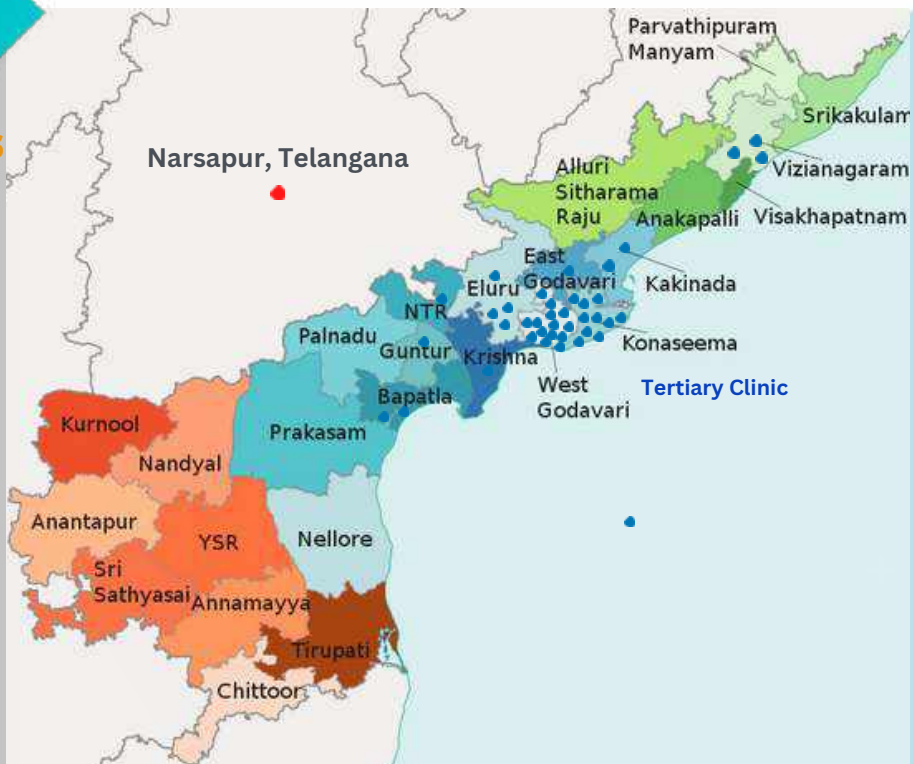 Parvathipuram
Manyam
Srikakulam
Narsapur, Telangana
Alluri
Sitharama
Raju
Vizianagaram
Anakapalli
Visakhapatnam
East
Godavari
Eluru
Kakinada
NTR
Palnadu
Guntur
Krishna
Konaseema
West
Godavari
Tertiary Clinic
Bapatla
Kurnool
Prakasam
Nandyal
Anantapur
YSR
Nellore
Sri
Sathyasai
Annamayya
Tirupati
Chittoor